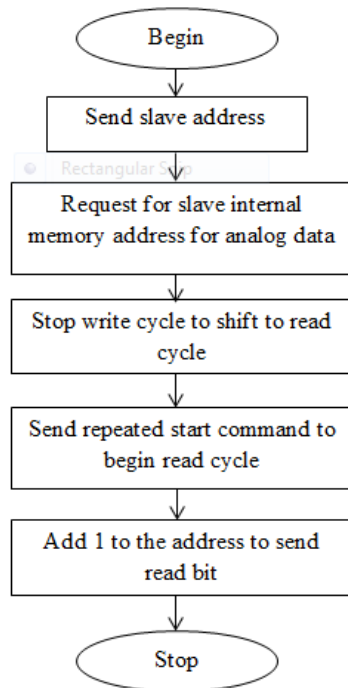 Begin
Send slave address
Rectangular Snip
Request for slave internal
memory address for analog data
Stop write cycle to shift to read
cycle
Send repeated start command to
begin read cycle
Add 1 to the address to send
read bit
Stop